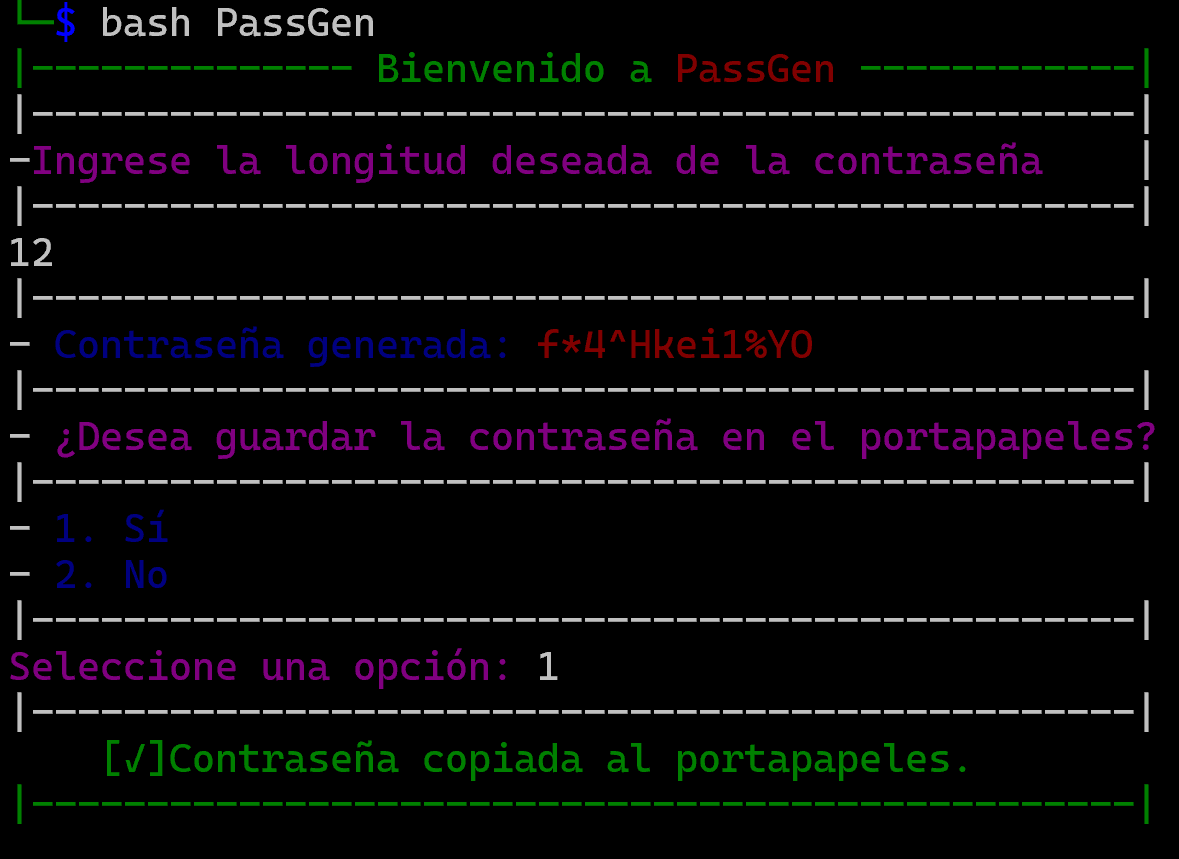 └─$ bash PassGen
|-------------- Bienvenido a PassGen ------------|
|------------------------------------------------|
-Ingrese la longitud deseada de la contraseña    |
|------------------------------------------------|
12
|------------------------------------------------|
- Contraseña generada: f*4^Hkei1%YO
|------------------------------------------------|
- ¿Desea guardar la contraseña en el portapapeles?
|------------------------------------------------|
- 1. Sí
- 2. No
|------------------------------------------------|
Seleccione una opción: 1
|------------------------------------------------|
    [√]Contraseña copiada al portapapeles.
|------------------------------------------------|